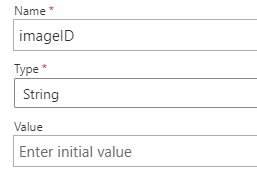 Name *
imageID
Type *
String
Value
Enter initial value